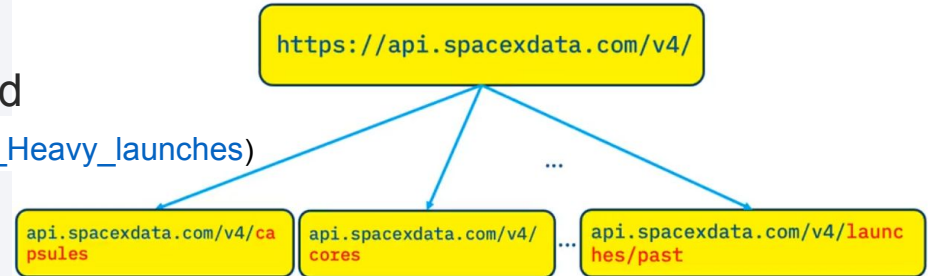 https://api.spacexdata.com/v4/
d
_Heavy_launches)
...
api.spacexdata.com/v4/ca
psules
api.spacexdata.com/v4/
cores
...
api.spacexdata.com/v4/launc
hes/past